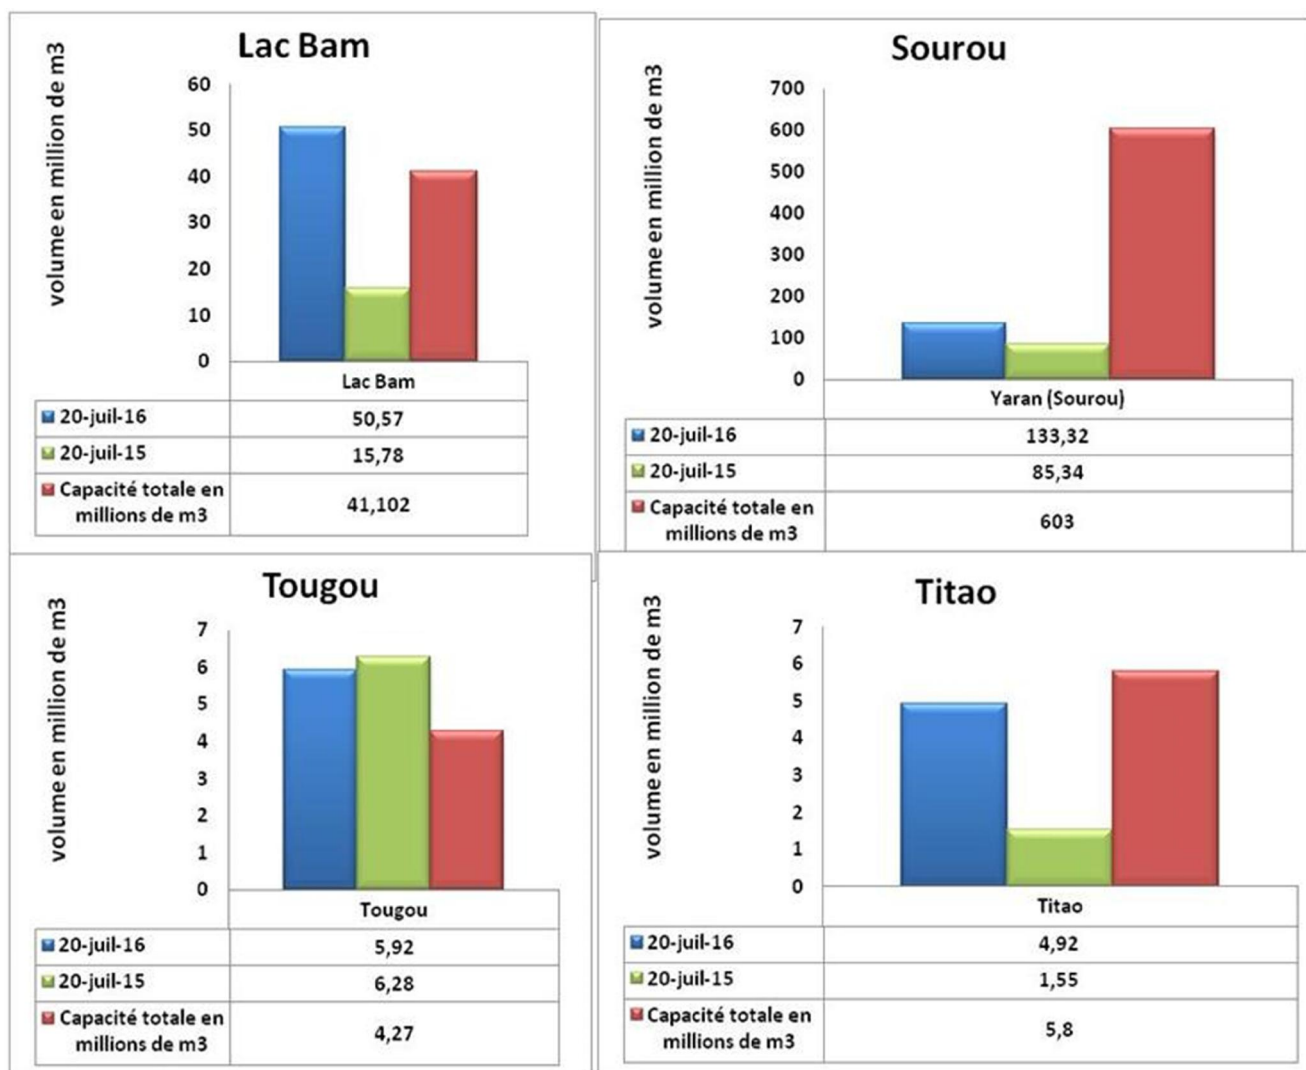 Lac Bam
volume en million de m3
60
50
40
30
20
10
0
Lac Bam
20-juil-16 50,57
20-juil-15 15,78
Capacité totale en
millions de m3 41,102
Sourou
volume en million de m3
700
600
500
400
300
200
100
0
Yaran (Sourou)
20-juil-16 133,32
20-juil-15 85,34
Capacité totale en
millions de m3 603
Tougou
volume en million de m3
7
6
5
4
3
2
1
0
Tougou
20-juil-16 5,92
20-juil-15 6,28
Capacité totale en
millions de m3 4,27
Titao
volume en million de m3
7
6
5
4
3
2
1
0
Titao
20-juil-16 4,92
20-juil-15 1,55
Capacité totale en
millions de m3 5,8